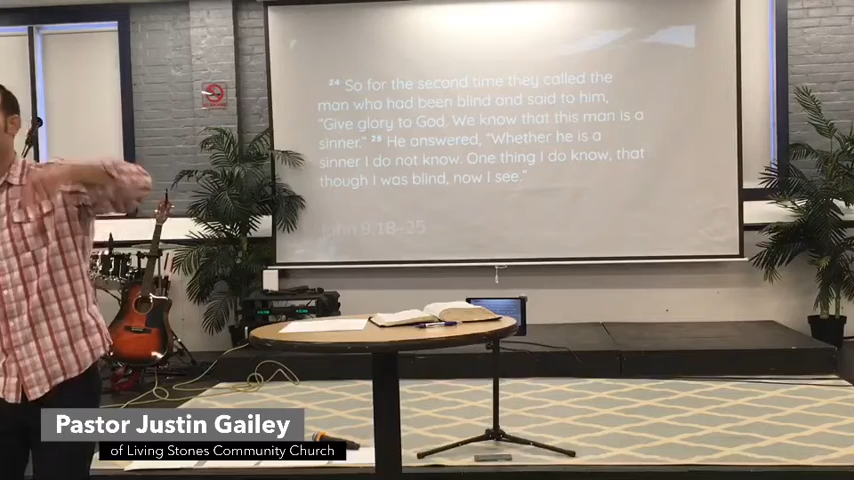 24 So for the second time they called the
man who had been blind and said to him,
“Give glory to God. We know that this man is a
sinner.” 25 He answered, “Whether he is a
sinner I do not know. One thing I do know, that
though I was blind, now I see.”
John 9:18-25
Pastor Justin Gailey
of Living Stones Community Church